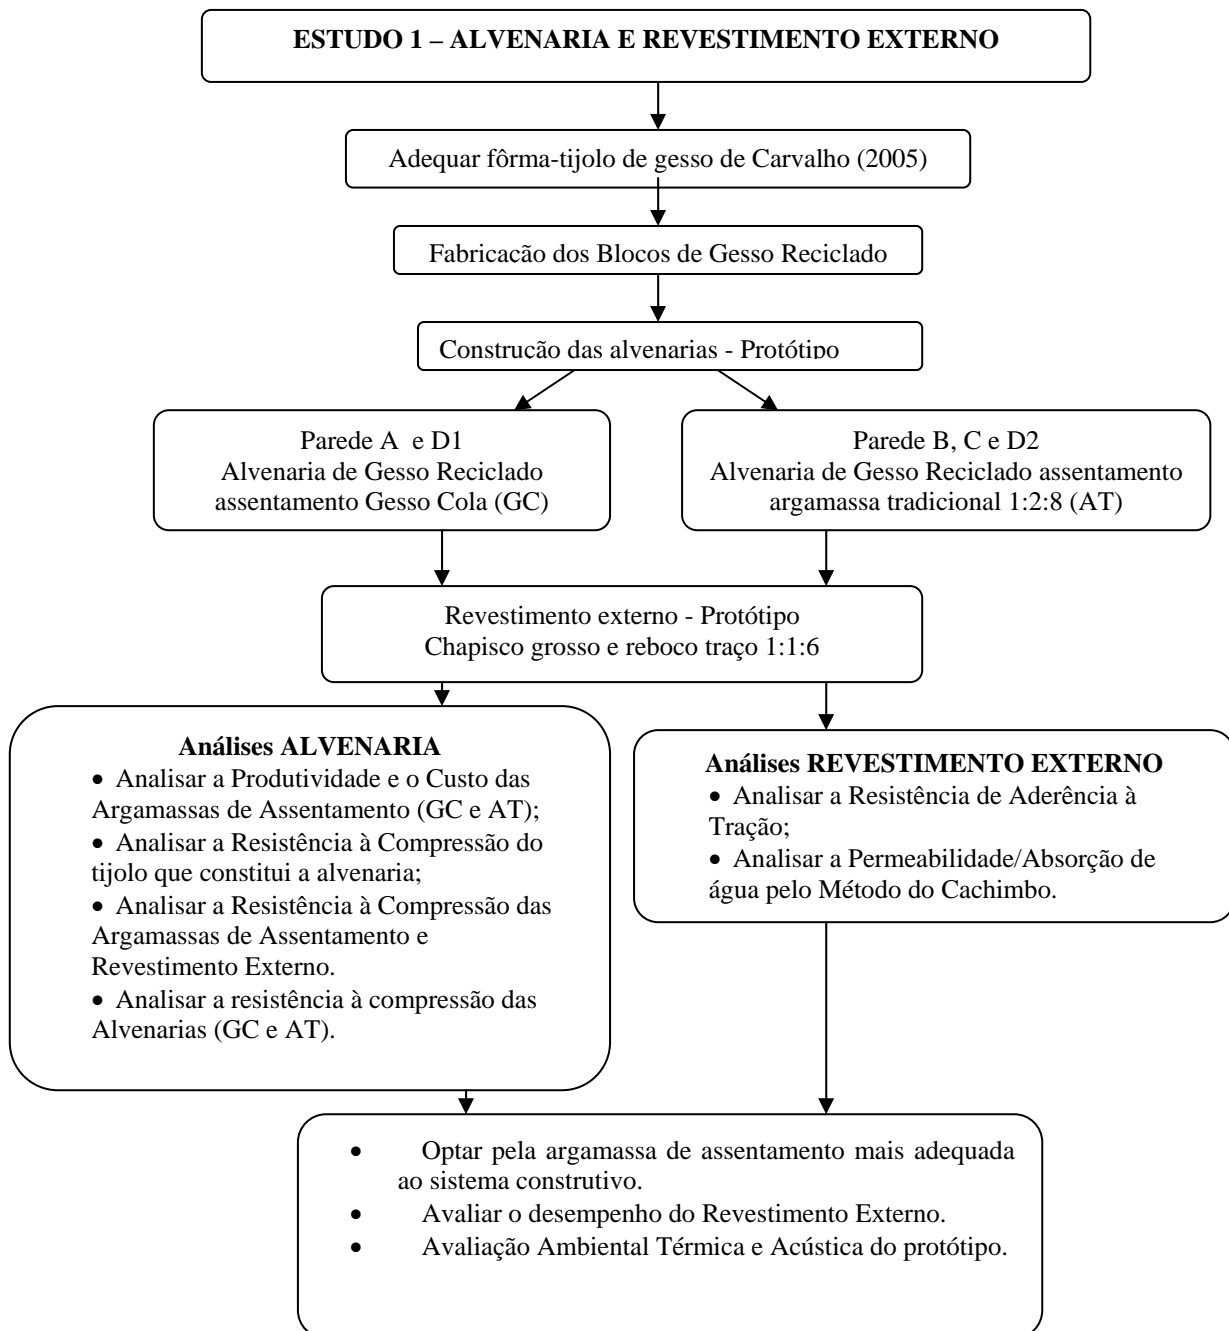 ESTUDO 1 – ALVENARIA E REVESTIMENTO EXTERNO
Adequar fôrma-tijolo de gesso de Carvalho (2005)
Fabricação dos Blocos de Gesso Reciclado
Construção das alvenarias - Protótipo
Parede A e D1
Alvenaria de Gesso Reciclado
assentamento Gesso Cola (GC)
Parede B, C e D2
Alvenaria de Gesso Reciclado assentamento
argamassa tradicional 1:2:8 (AT)
Revestimento externo - Protótipo
Chapisco grosso e reboco traço 1:1:6
Análises ALVENARIA
• Analisar a Produtividade e o Custo das
Argamassas de Assentamento (GC e AT);
• Analisar a Resistência à Compressão do
tijolo que constitui a alvenaria;
• Analisar a Resistência à Compressão das
Argamassas de Assentamento e
Revestimento Externo.
• Analisar a resistência à compressão das
Alvenarias (GC e AT).
Análises REVESTIMENTO EXTERNO
• Analisar a Resistência de Aderência à
Tração;
• Analisar a Permeabilidade/Absorção de
água pelo Método do Cachimbo.
• Optar pela argamassa de assentamento mais adequada
ao sistema construtivo.
• Avaliar o desempenho do Revestimento Externo.
• Avaliação Ambiental Térmica e Acústica do protótipo.